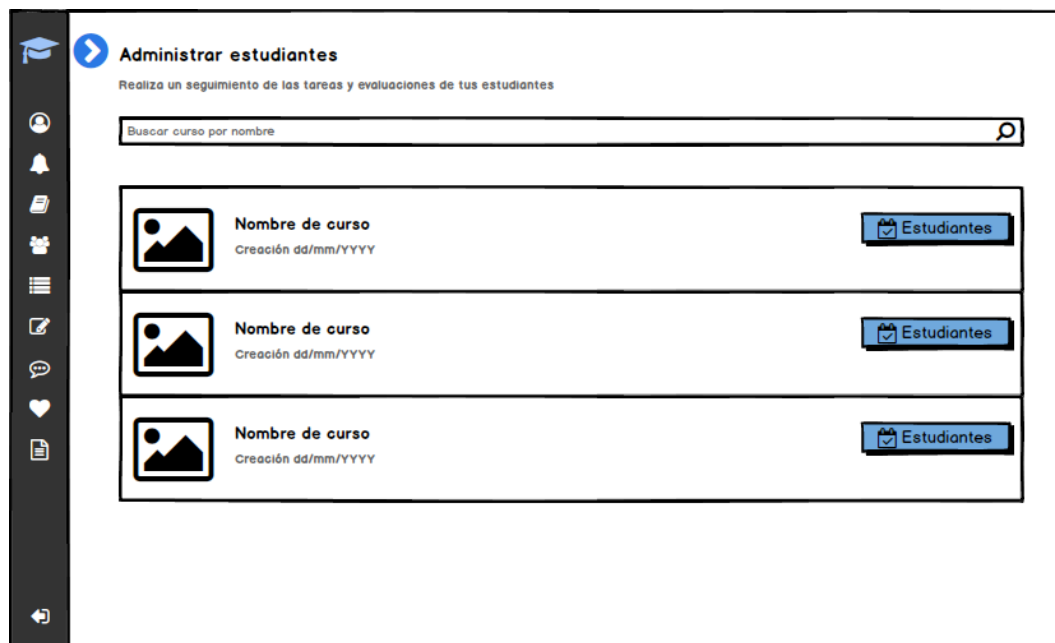 Administrar estudiantes
Realiza un seguimiento de las tareas y evaluaciones de tus estudiantes
Buscar curso por nombre
Nombre de curso
Creación dd/mm/YYYY
Estudiantes
Nombre de curso
Creación dd/mm/YYYY
Estudiantes
Nombre de curso
Creación dd/mm/YYYY
Estudiantes